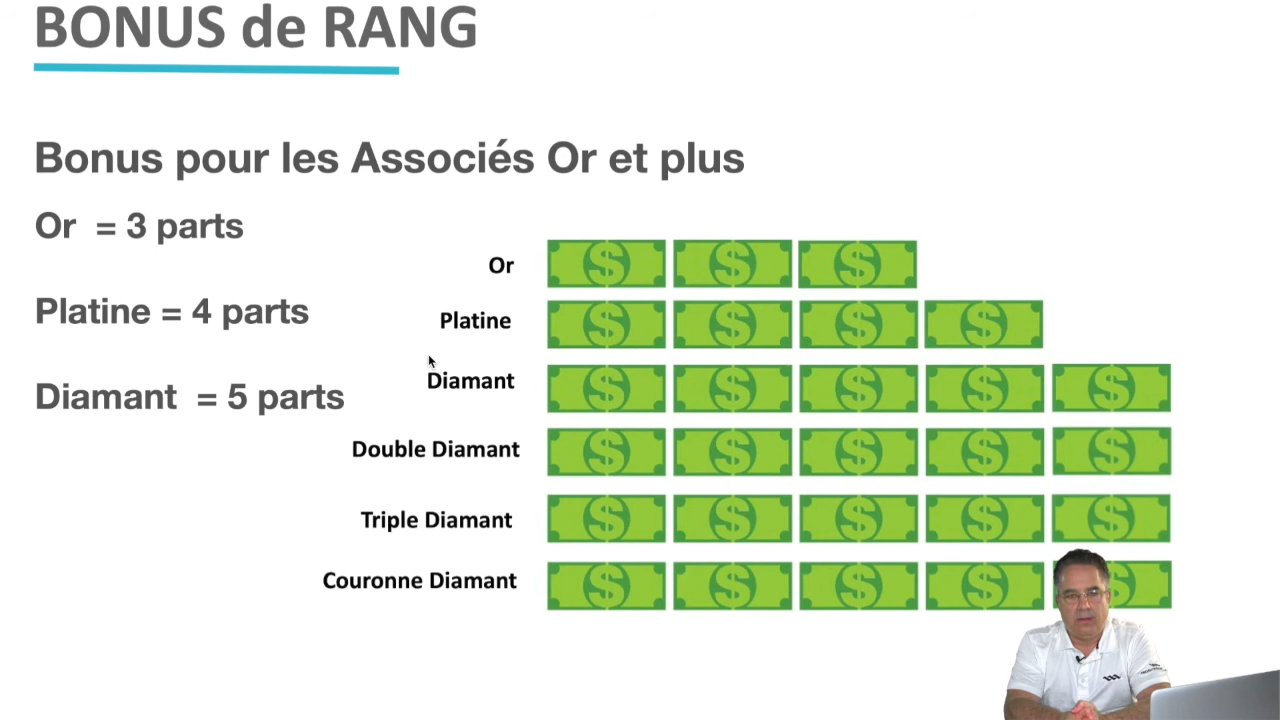 BONUS de RANG
Bonus pour les Associés Or et plus
Or = 3 parts
Platine = 4 parts
Diamant = 5 parts
Or $ $ $
Platine $ $ $ $
Diamant $ $ $ $ $
Double Diamant $ $ $ $ $
Triple Diamant $ $ $ $ $
Couronne Diamant $ $ $ $ $